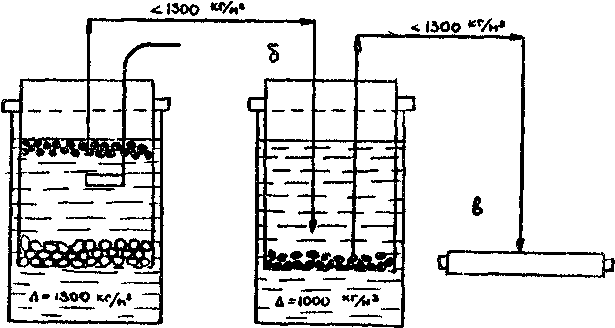 < 1300 кг/м³
б
< 1300 кг/м³
в
Δ = 1300 кг/м³
Δ = 1000 кг/м³